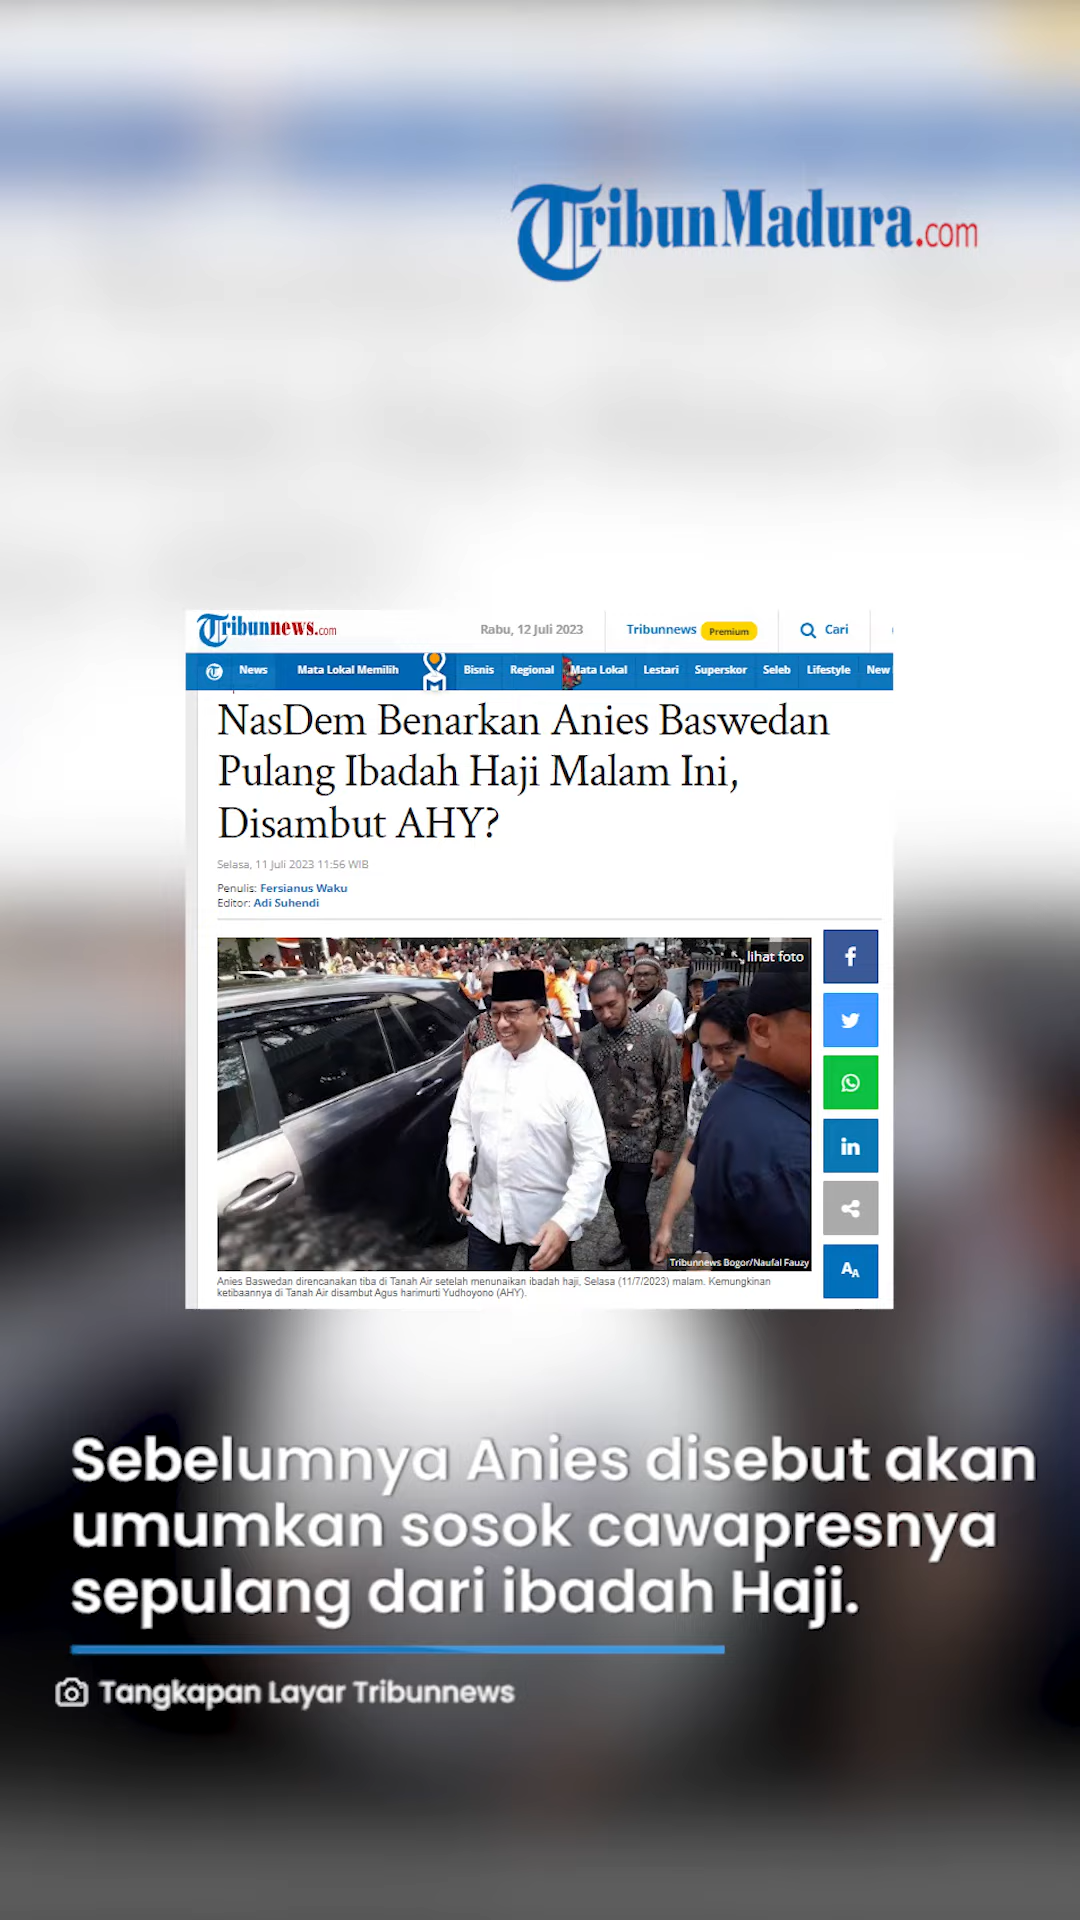 TribunMadura.com
Tribunnews.com
Rabu, 12 Juli 2023
Tribunnews Premium
Cari
News Mata Lokal Memilih Bisnis Regional Mata Lokal Lestari Superskor Seleb Lifestyle New
NasDem Benarkan Anies Baswedan
Pulang Ibadah Haji Malam Ini,
Disambut AHY?
Selasa, 11 Juli 2023 11:56 WIB
Penulis: Fersianus Waku
Editor: Adi Suhendi
lihat foto
Tribunnews Bogor/Naufal Fauzy
Anies Baswedan direncanakan tiba di Tanah Air setelah menunaikan ibadah haji, Selasa (11/7/2023) malam. Kemungkinan
ketibaannya di Tanah Air disambut Agus harimurti Yudhoyono (AHY).
Sebelumnya Anies disebut akan
umumkan sosok cawapresnya
sepulang dari ibadah Haji.
Tangkapan Layar Tribunnews